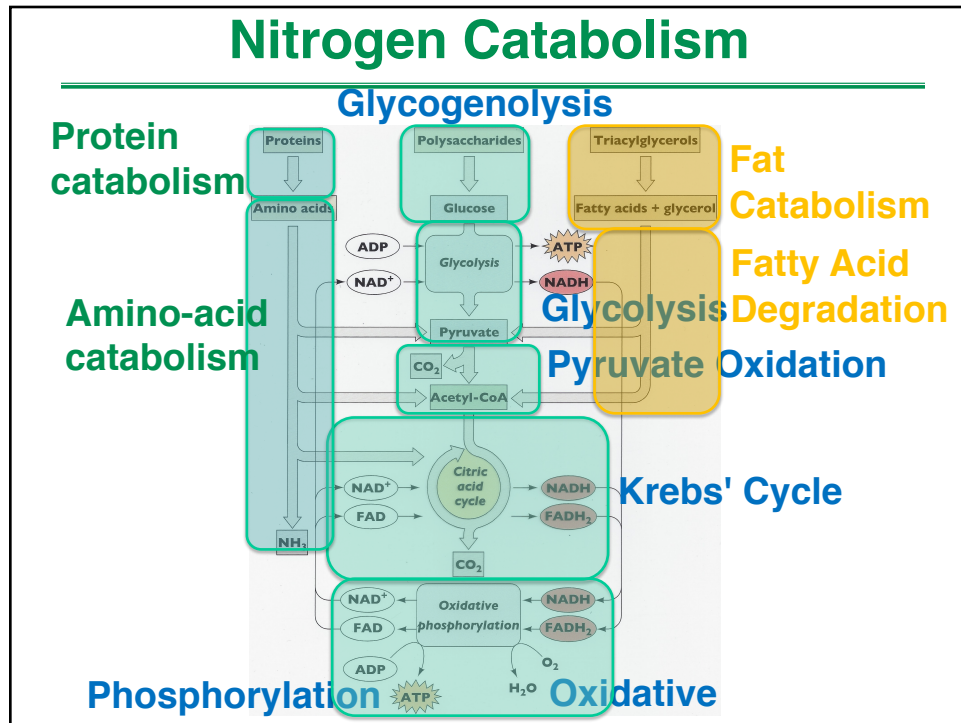 Nitrogen Catabolism
Glycogenolysis
Protein
catabolism
Proteins
Polysaccharides
Triacylglycerols
Fat
Catabolism
Amino acids
Glucose
Fatty acids + glycerol
ADP
Glycolysis
ATP
NAD⁺
NADH
Fatty Acid
Degradation
Glycolysis
Amino-acid
catabolism
Pyruvate
CO₂
Pyruvate Oxidation
Acetyl-CoA
NAD⁺
Citric
acid
cycle
NADH
Krebs' Cycle
FAD
FADH₂
NH₃
CO₂
NAD⁺
Oxidative
phosphorylation
NADH
FAD
FADH₂
ADP
O₂
Phosphorylation
ATP
H₂O
Oxidative